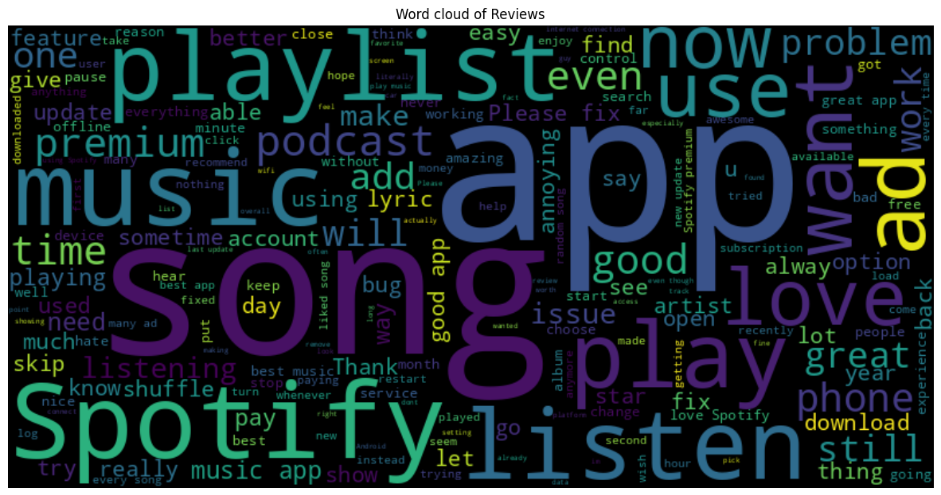 Word cloud of Reviews
feature
take
reason
better
close
think
easy
enjoy
internet connection
now
problem
one
user
playlist
favorite
screen
guy
find
control
got
give
pause
anything
hope
literally
play music
even
use
want
work
every time
update
everything
able
never
working
Please fix
search
far
great app
downloaded
offline
minute
click
make
fact
especially
awesome
something
ad
premium
podcast
feel
amazing
annoying
say
u
found
available
using Spotify
many
recommend
without
money
app
new update
Spotify premium
tried
bad
free
music
nothing
wifi
Please
add
using
lyric
First
list
overall
actually
help
random song
subscription
time
device
sometime
account
will
good app
good
alway
option
last update
often
even though
load
playing
hear
best app
keep
bug
see
review
worth
track
start
artist
love
come
back
well
fixed
day
liked song
way
long
access
open
recently
people
experience
used
point
showing
put
song
issue
wanted
choose
made
fine
lot
need
many ad
remove
making
much
hate
play
anymore
getting
great
skip
listening
best music
Thank
month
album
star
year
stop
paying
restart
service
change
know
shuffle
turn
whenever
phone
nice
connect
Spotify
pay
right
dont
played
fix
love Spotify
download
log
best
new
Android
setting
seem
go
platform
second
pick
still
try
really
instead
already
listen
wish
hour
thing
going
every song
music app
show
trying
let
data